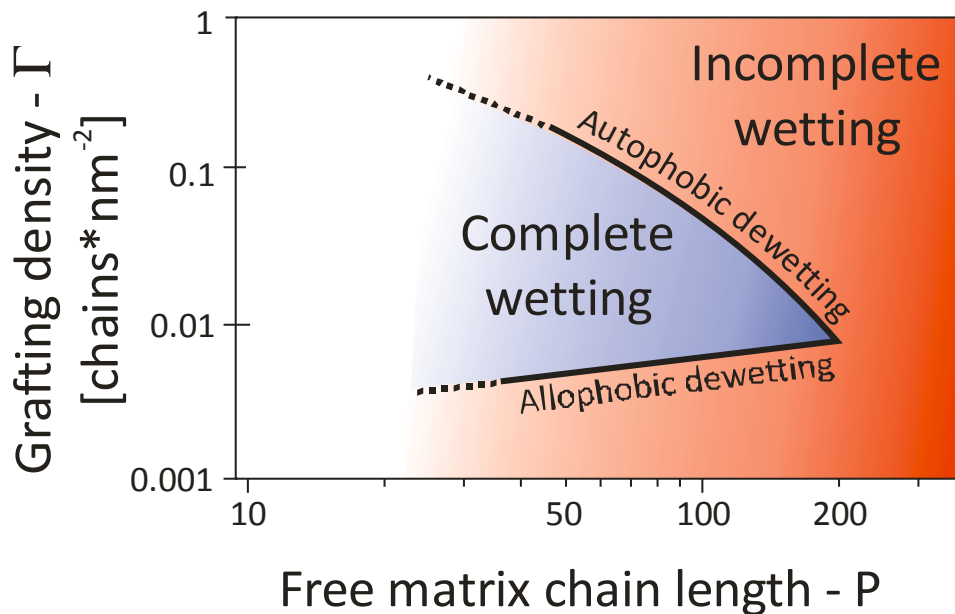 Grafting density - Γ
[chains*nm⁻²]
1
0.1
0.01
0.001
Incomplete
wetting
Autophobic dewetting
Complete
wetting
Allophobic dewetting
10
50
100
200
Free matrix chain length - P